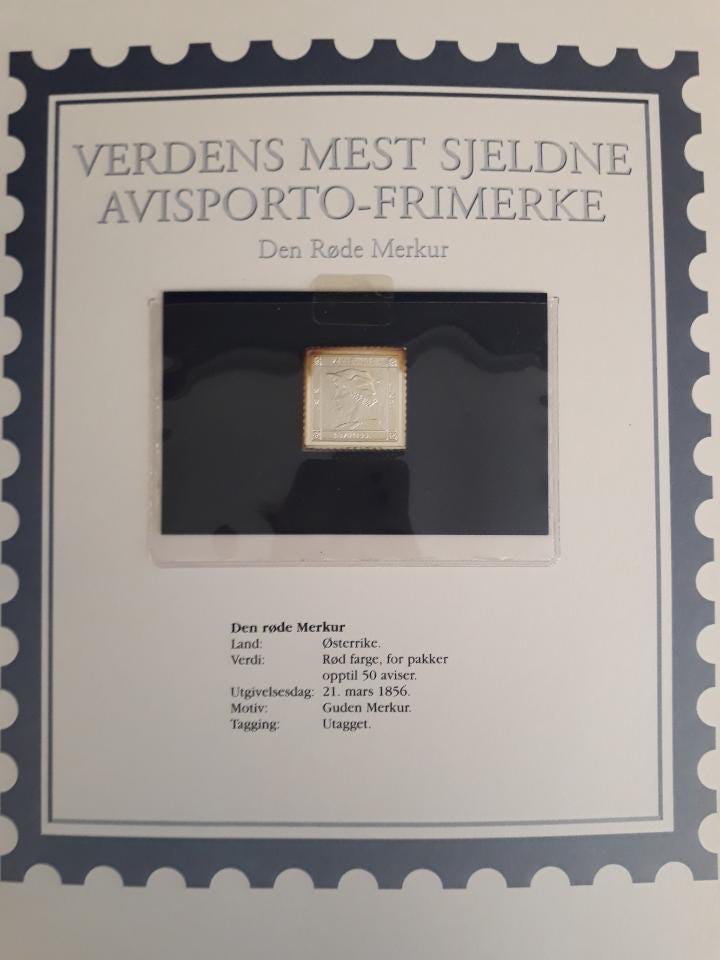 VERDENS MEST SJELDNE
AVISPORTO-FRIMERKE
Den Røde Merkur
Den røde Merkur
Land: Østerrike.
Verdi: Rød farge, for pakker
opptil 50 aviser.
Utgivelsesdag: 21. mars 1856.
Motiv: Guden Merkur.
Tagging: Utagget.